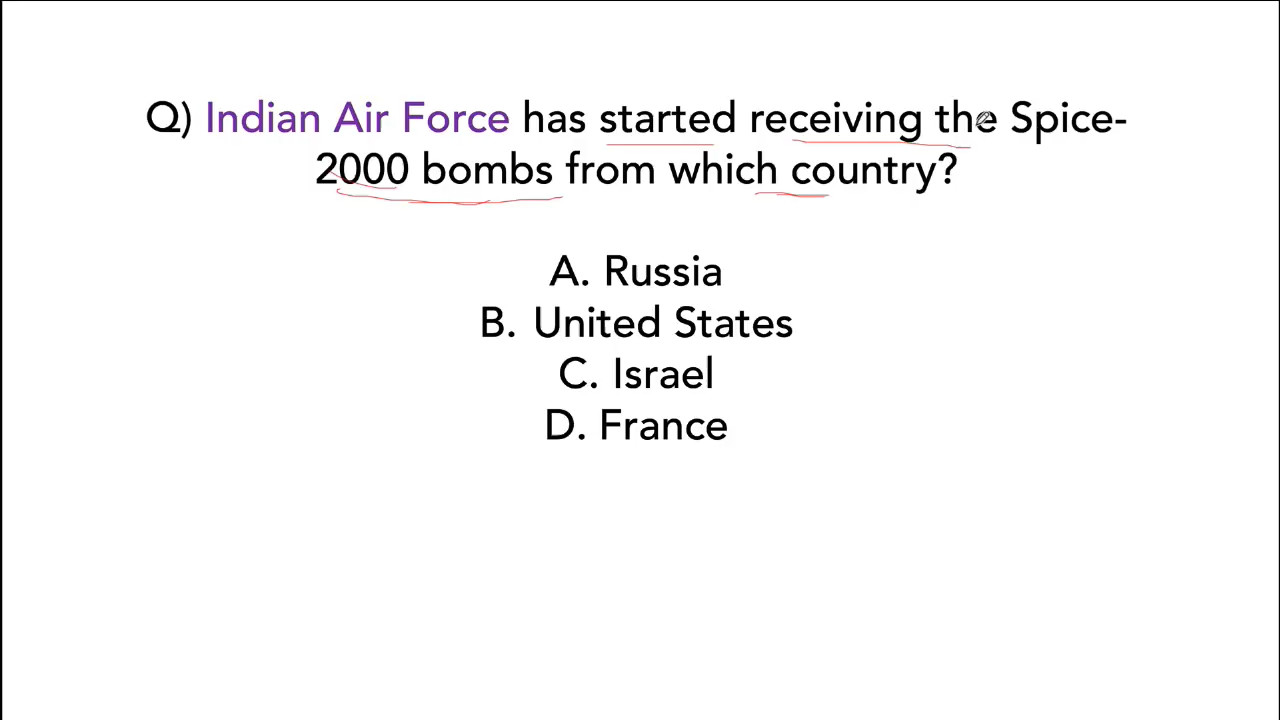 Q) Indian Air Force has started receiving the Spice-
2000 bombs from which country?
A. Russia
B. United States
C. Israel
D. France